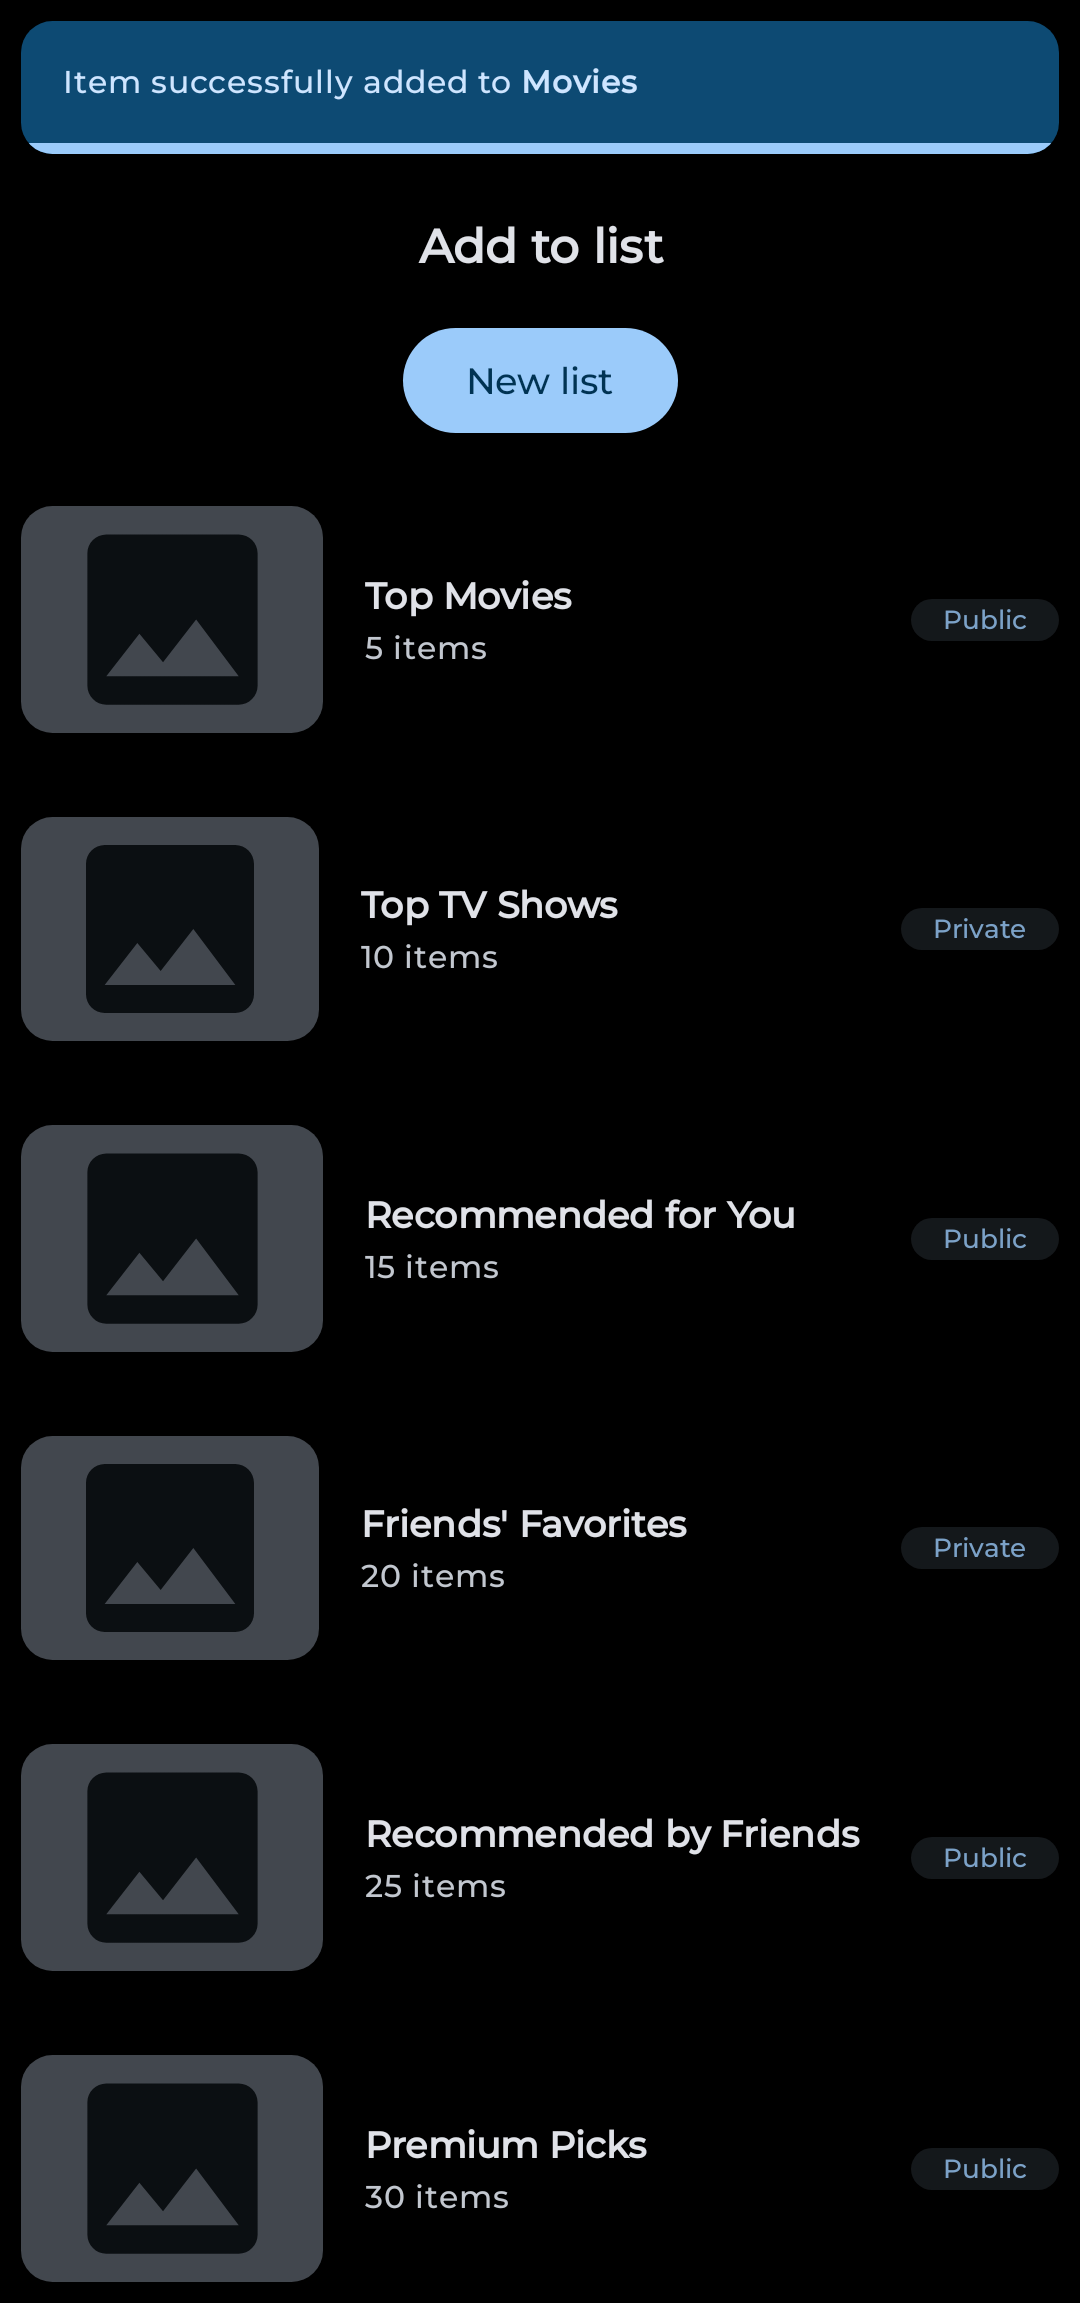 Item successfully added to Movies
Add to list
New list
Top Movies
5 items
Public
Top TV Shows
10 items
Private
Recommended for You
15 items
Public
Friends' Favorites
20 items
Private
Recommended by Friends
25 items
Public
Premium Picks
30 items
Public